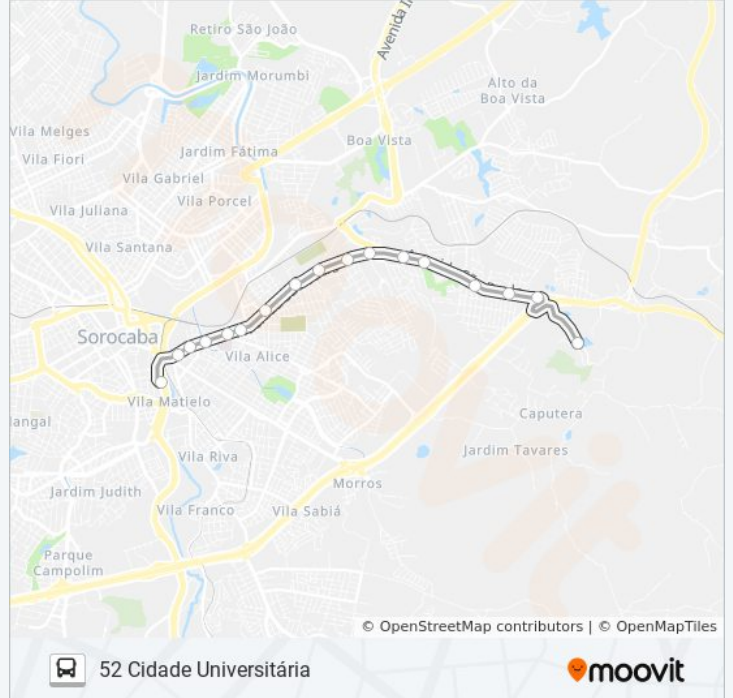 Retiro São João
Avenida
Jardim Morumbi
Alto da
Boa Vista
Vila Melges
Boa Vista
Jardim Fátima
Vila Fiori
Vila Gabriel
Vila Porcel
Vila Juliana
Vila Santana
Sorocaba
Vila Alice
Vila Matielo
Caputera
angal
Jardim Tavares
Vila Riva
Morros
Jardim Judith
Vila Franco
Vila Sabiá
Parque
Campolim
© OpenStreetMap contributors | © OpenMapTiles
52 Cidade Universitária
moovit